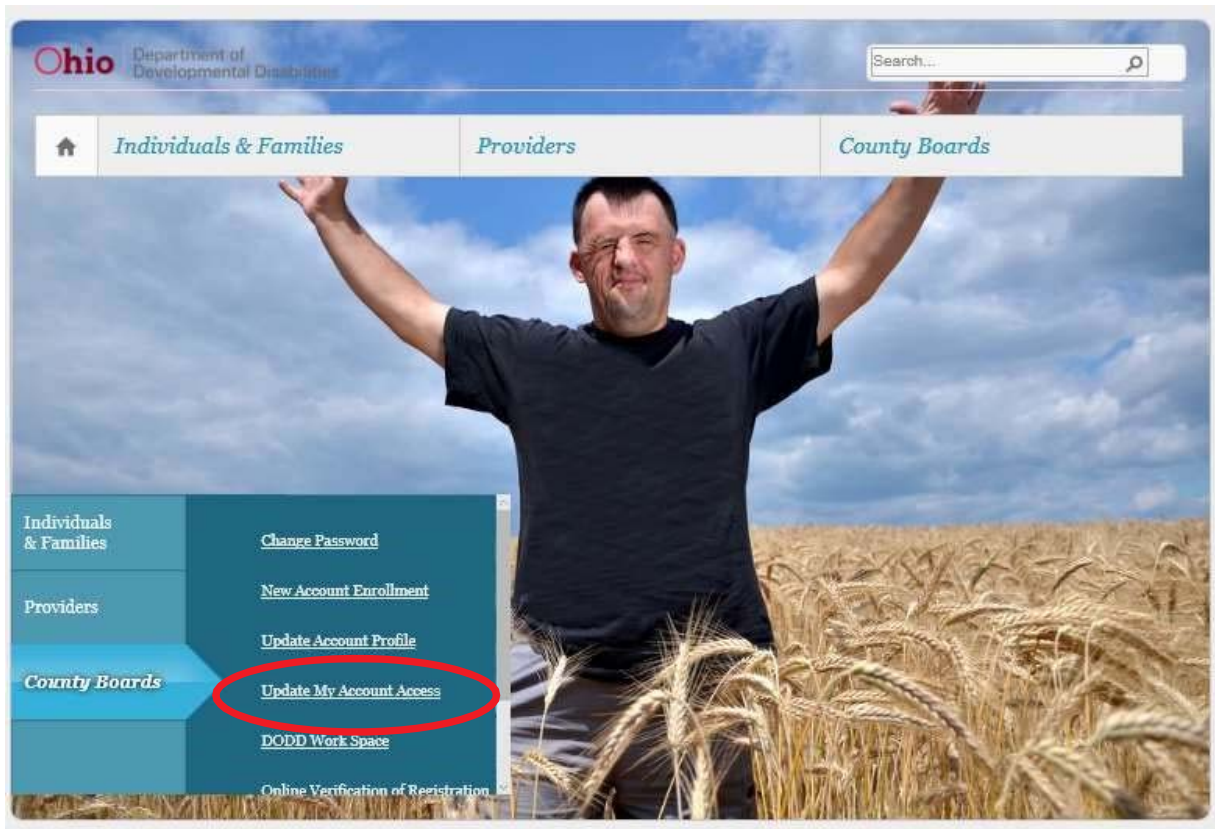 Ohio Department of
Developmental Disabilities
Search...
Individuals & Families
Providers
County Boards
Individuals
& Families
Providers
County Boards
Change Password
New Account Enrollment
Update Account Profile
Update My Account Access
DODD Work Space
Online Verification of Registration